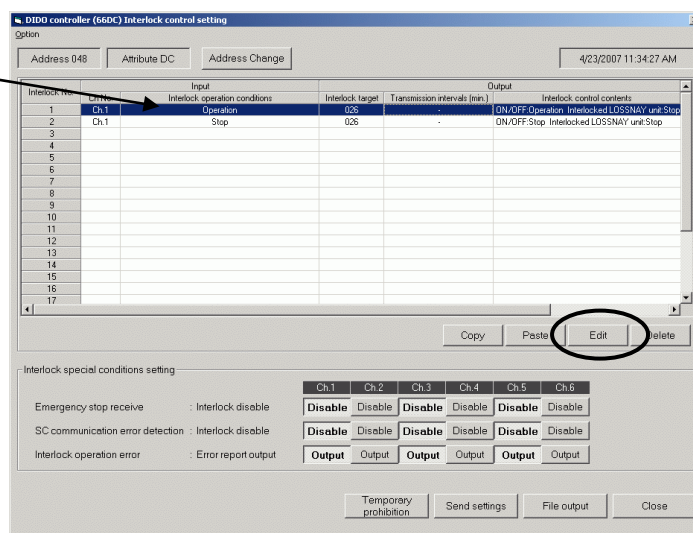 DIDO controller (66DC) Interlock control setting
Option
Address 048 Attribute DC Address Change 4/23/2007 11:34:27 AM
Interlock No. Input Output
Ch.No. Interlock operation conditions Interlock target Transmission intervals (min.) Interlock control contents
1 Ch.1 Operation 026 - ON/OFF:Operation Interlocked LOSSNAY unit:Stop
2 Ch.1 Stop 026 - ON/OFF:Stop Interlocked LOSSNAY unit:Stop
3
4
5
6
7
8
9
10
11
12
13
14
15
16
17
Copy Paste Edit Delete
Interlock special conditions setting
Ch.1 Ch.2 Ch.3 Ch.4 Ch.5 Ch.6
Emergency stop receive : Interlock disable Disable Disable Disable Disable Disable Disable
SC communication error detection : Interlock disable Disable Disable Disable Disable Disable Disable
Interlock operation error : Error report output Output Output Output Output Output Output
Temporary prohibition Send settings File output Close